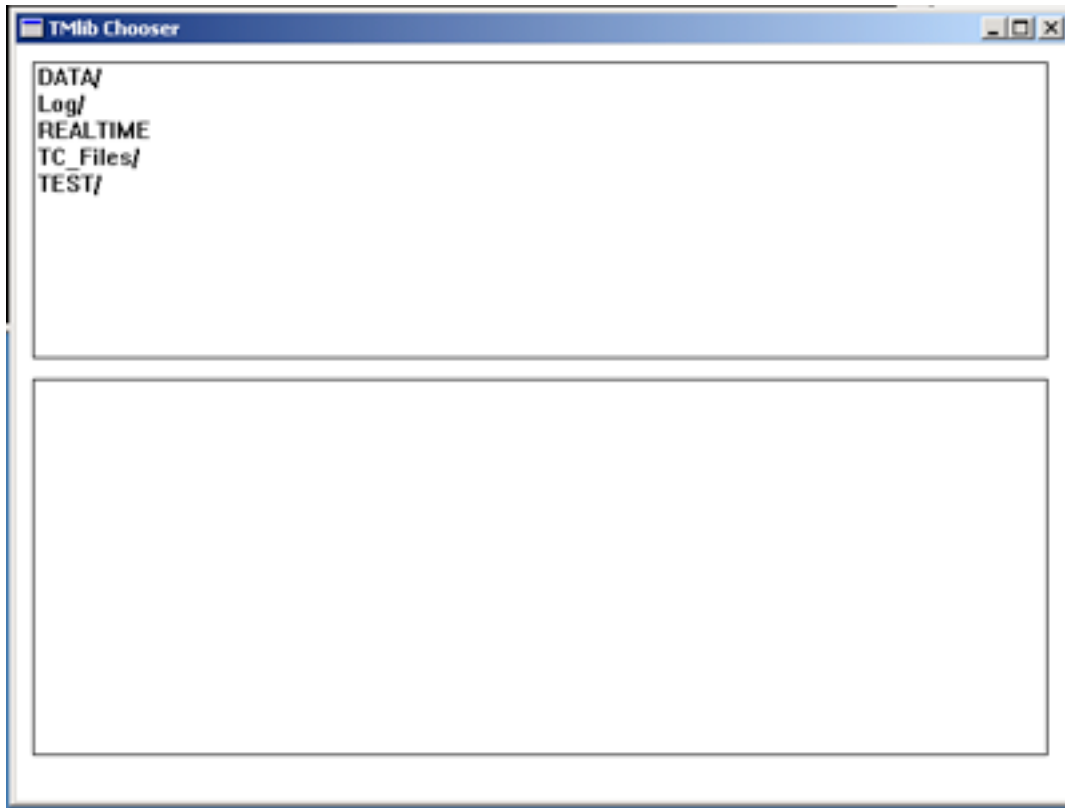 TMlib Chooser
DATA/
Log/
REALTIME
TC_Files/
TEST/